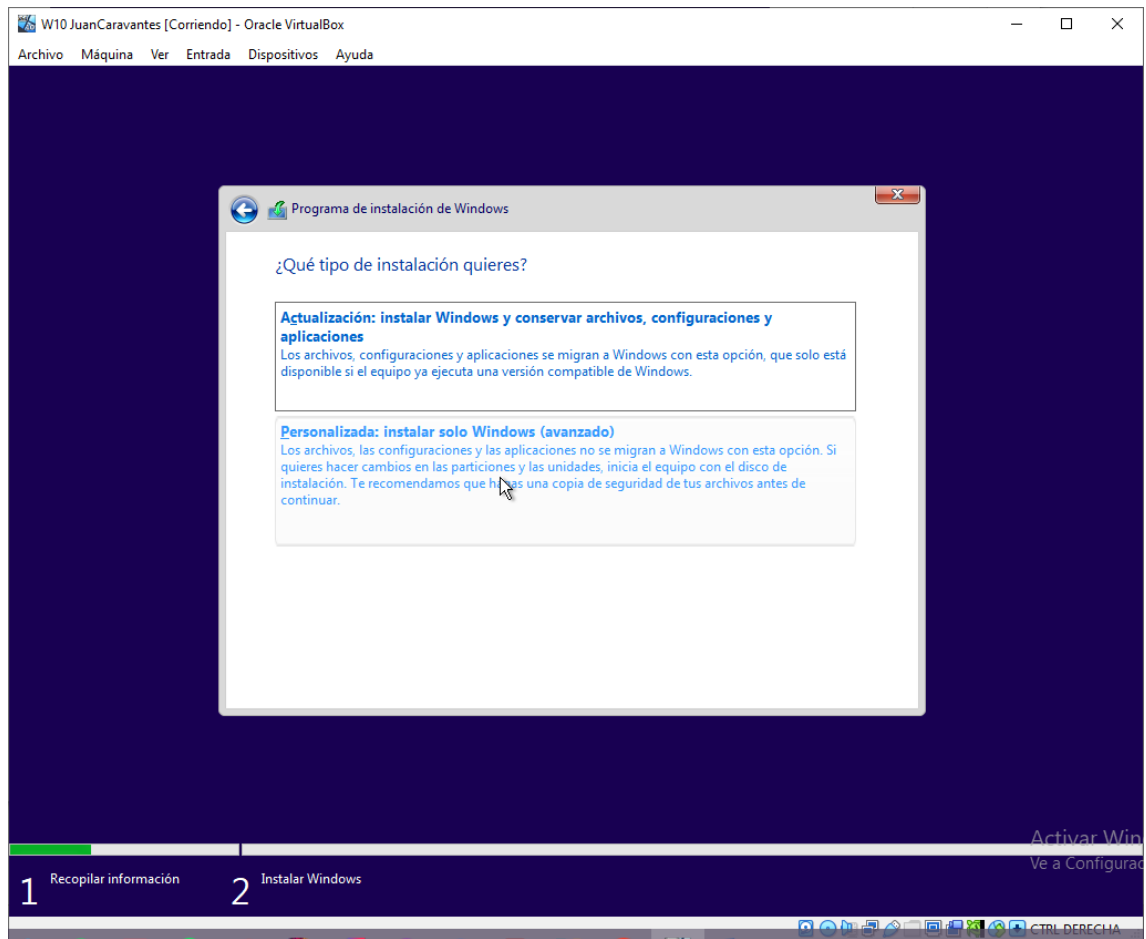 W10 JuanCaravantes [Corriendo] - Oracle VirtualBox
Archivo Máquina Ver Entrada Dispositivos Ayuda
Programa de instalación de Windows
¿Qué tipo de instalación quieres?
Actualización: instalar Windows y conservar archivos, configuraciones y
aplicaciones
Los archivos, configuraciones y aplicaciones se migran a Windows con esta opción, que solo está
disponible si el equipo ya ejecuta una versión compatible de Windows.
Personalizada: instalar solo Windows (avanzado)
Los archivos, las configuraciones y las aplicaciones no se migran a Windows con esta opción. Si
quieres hacer cambios en las particiones y las unidades, inicia el equipo con el disco de
instalación. Te recomendamos que hagas una copia de seguridad de tus archivos antes de
continuar.
Activar Win
Ve a Configurac
1 Recopilar información 2 Instalar Windows
CTRL DERECHA